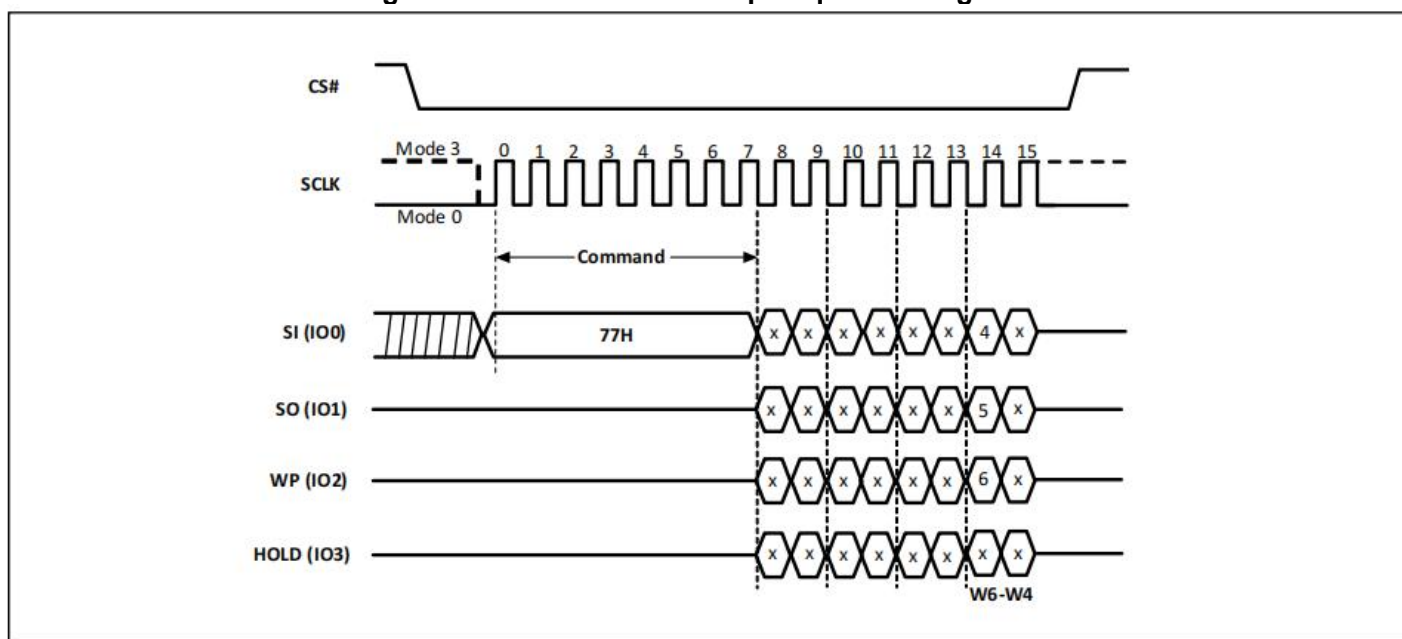 CS#
Mode 3
0 1 2 3 4 5 6 7 8 9 10 11 12 13 14 15
SCLK
Mode 0
Command
SI (IO0) 77H x x x x x x 4 x
SO (IO1) x x x x x x 5 x
WP (IO2) x x x x x x 6 x
HOLD (IO3) x x x x x x x x
W6-W4